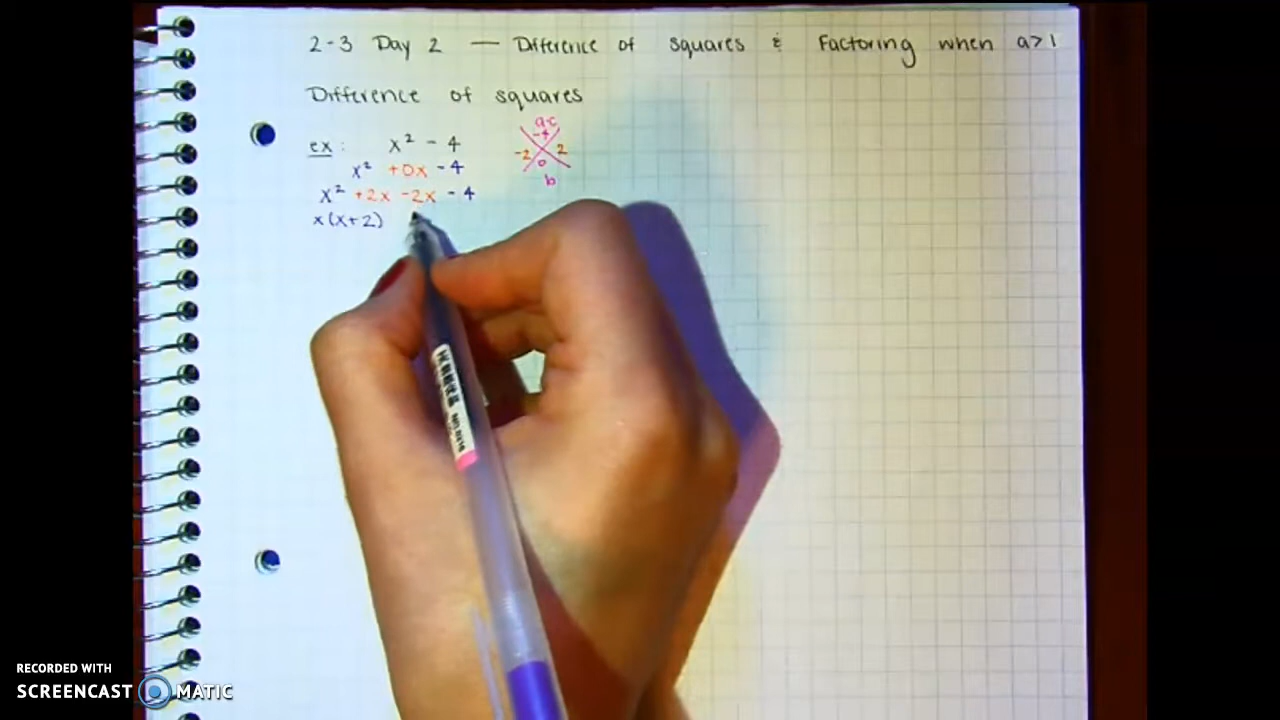 2-3 Day 2 — Difference of squares & Factoring when a>1
Difference of squares
ex: x² - 4
ac
-4
-2 2
0
b
x² +0x -4
x² +2x -2x -4
x(x+2)
RECORDED WITH
SCREENCAST MATIC